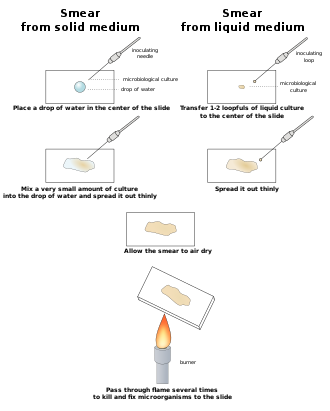 Smear
from solid medium
Smear
from liquid medium
inoculating
needle
inoculating
loop
microbiological culture
drop of water
microbiological
culture
Place a drop of water in the center of the slide
Transfer 1-2 loopfuls of liquid culture
to the center of the slide
Mix a very small amount of culture
into the drop of water and spread it out thinly
Spread it out thinly
Allow the smear to air dry
burner
Pass through flame several times
to kill and fix microorganisms to the slide